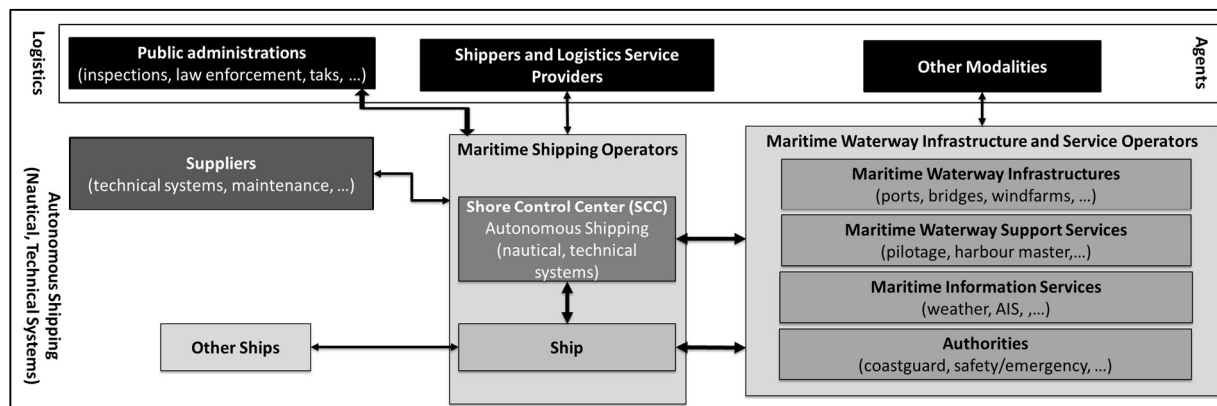 Logistics
Public administrations
(inspections, law enforcement, taks, ...)
Shippers and Logistics Service
Providers
Other Modalities
Agents
Autonomous Shipping
(Nautical, Technical Systems)
Suppliers
(technical systems, maintenance, ...)
Maritime Shipping Operators
Shore Control Center (SCC)
Autonomous Shipping
(nautical, technical
systems)
Other Ships
Ship
Maritime Waterway Infrastructure and Service Operators
Maritime Waterway Infrastructures
(ports, bridges, windfarms, ...)
Maritime Waterway Support Services
(pilotage, harbour master,...)
Maritime Information Services
(weather, AIS, ,...)
Authorities
(coastguard, safety/emergency, ...)